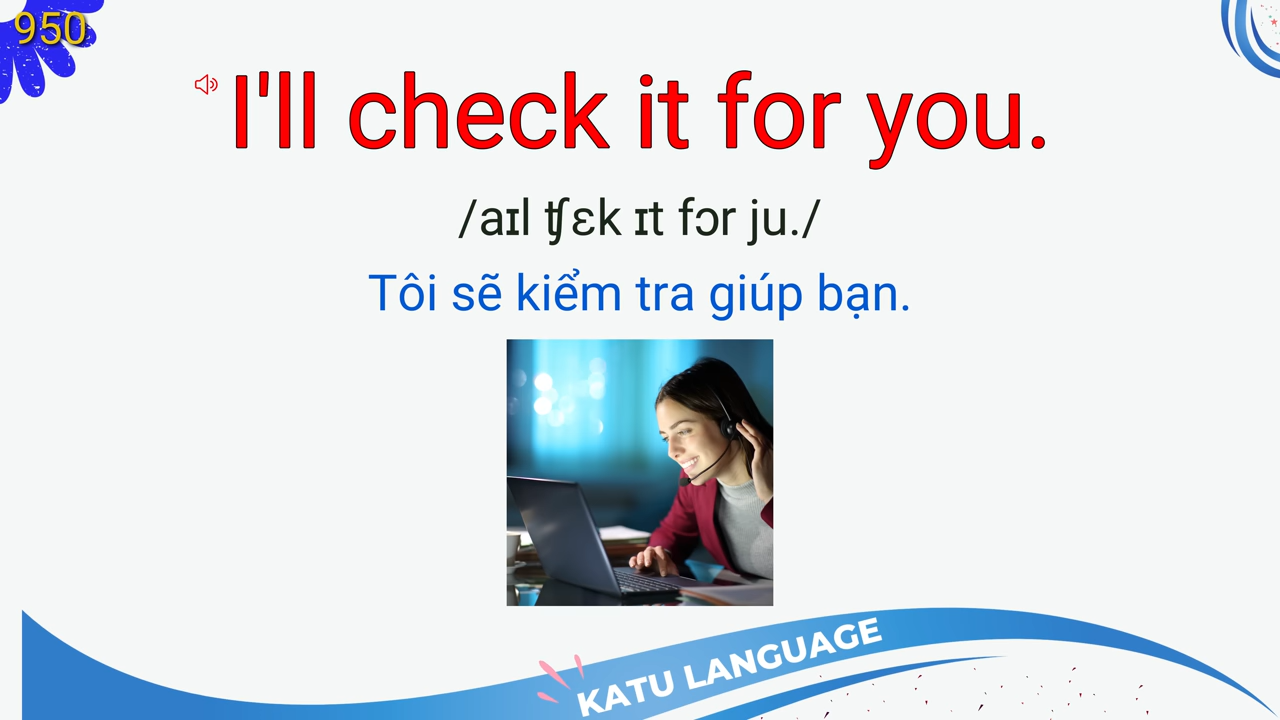 950
I'll check it for you.
/aɪl ʧɛk ɪt fɔr ju./
Tôi sẽ kiểm tra giúp bạn.
KATU LANGUAGE